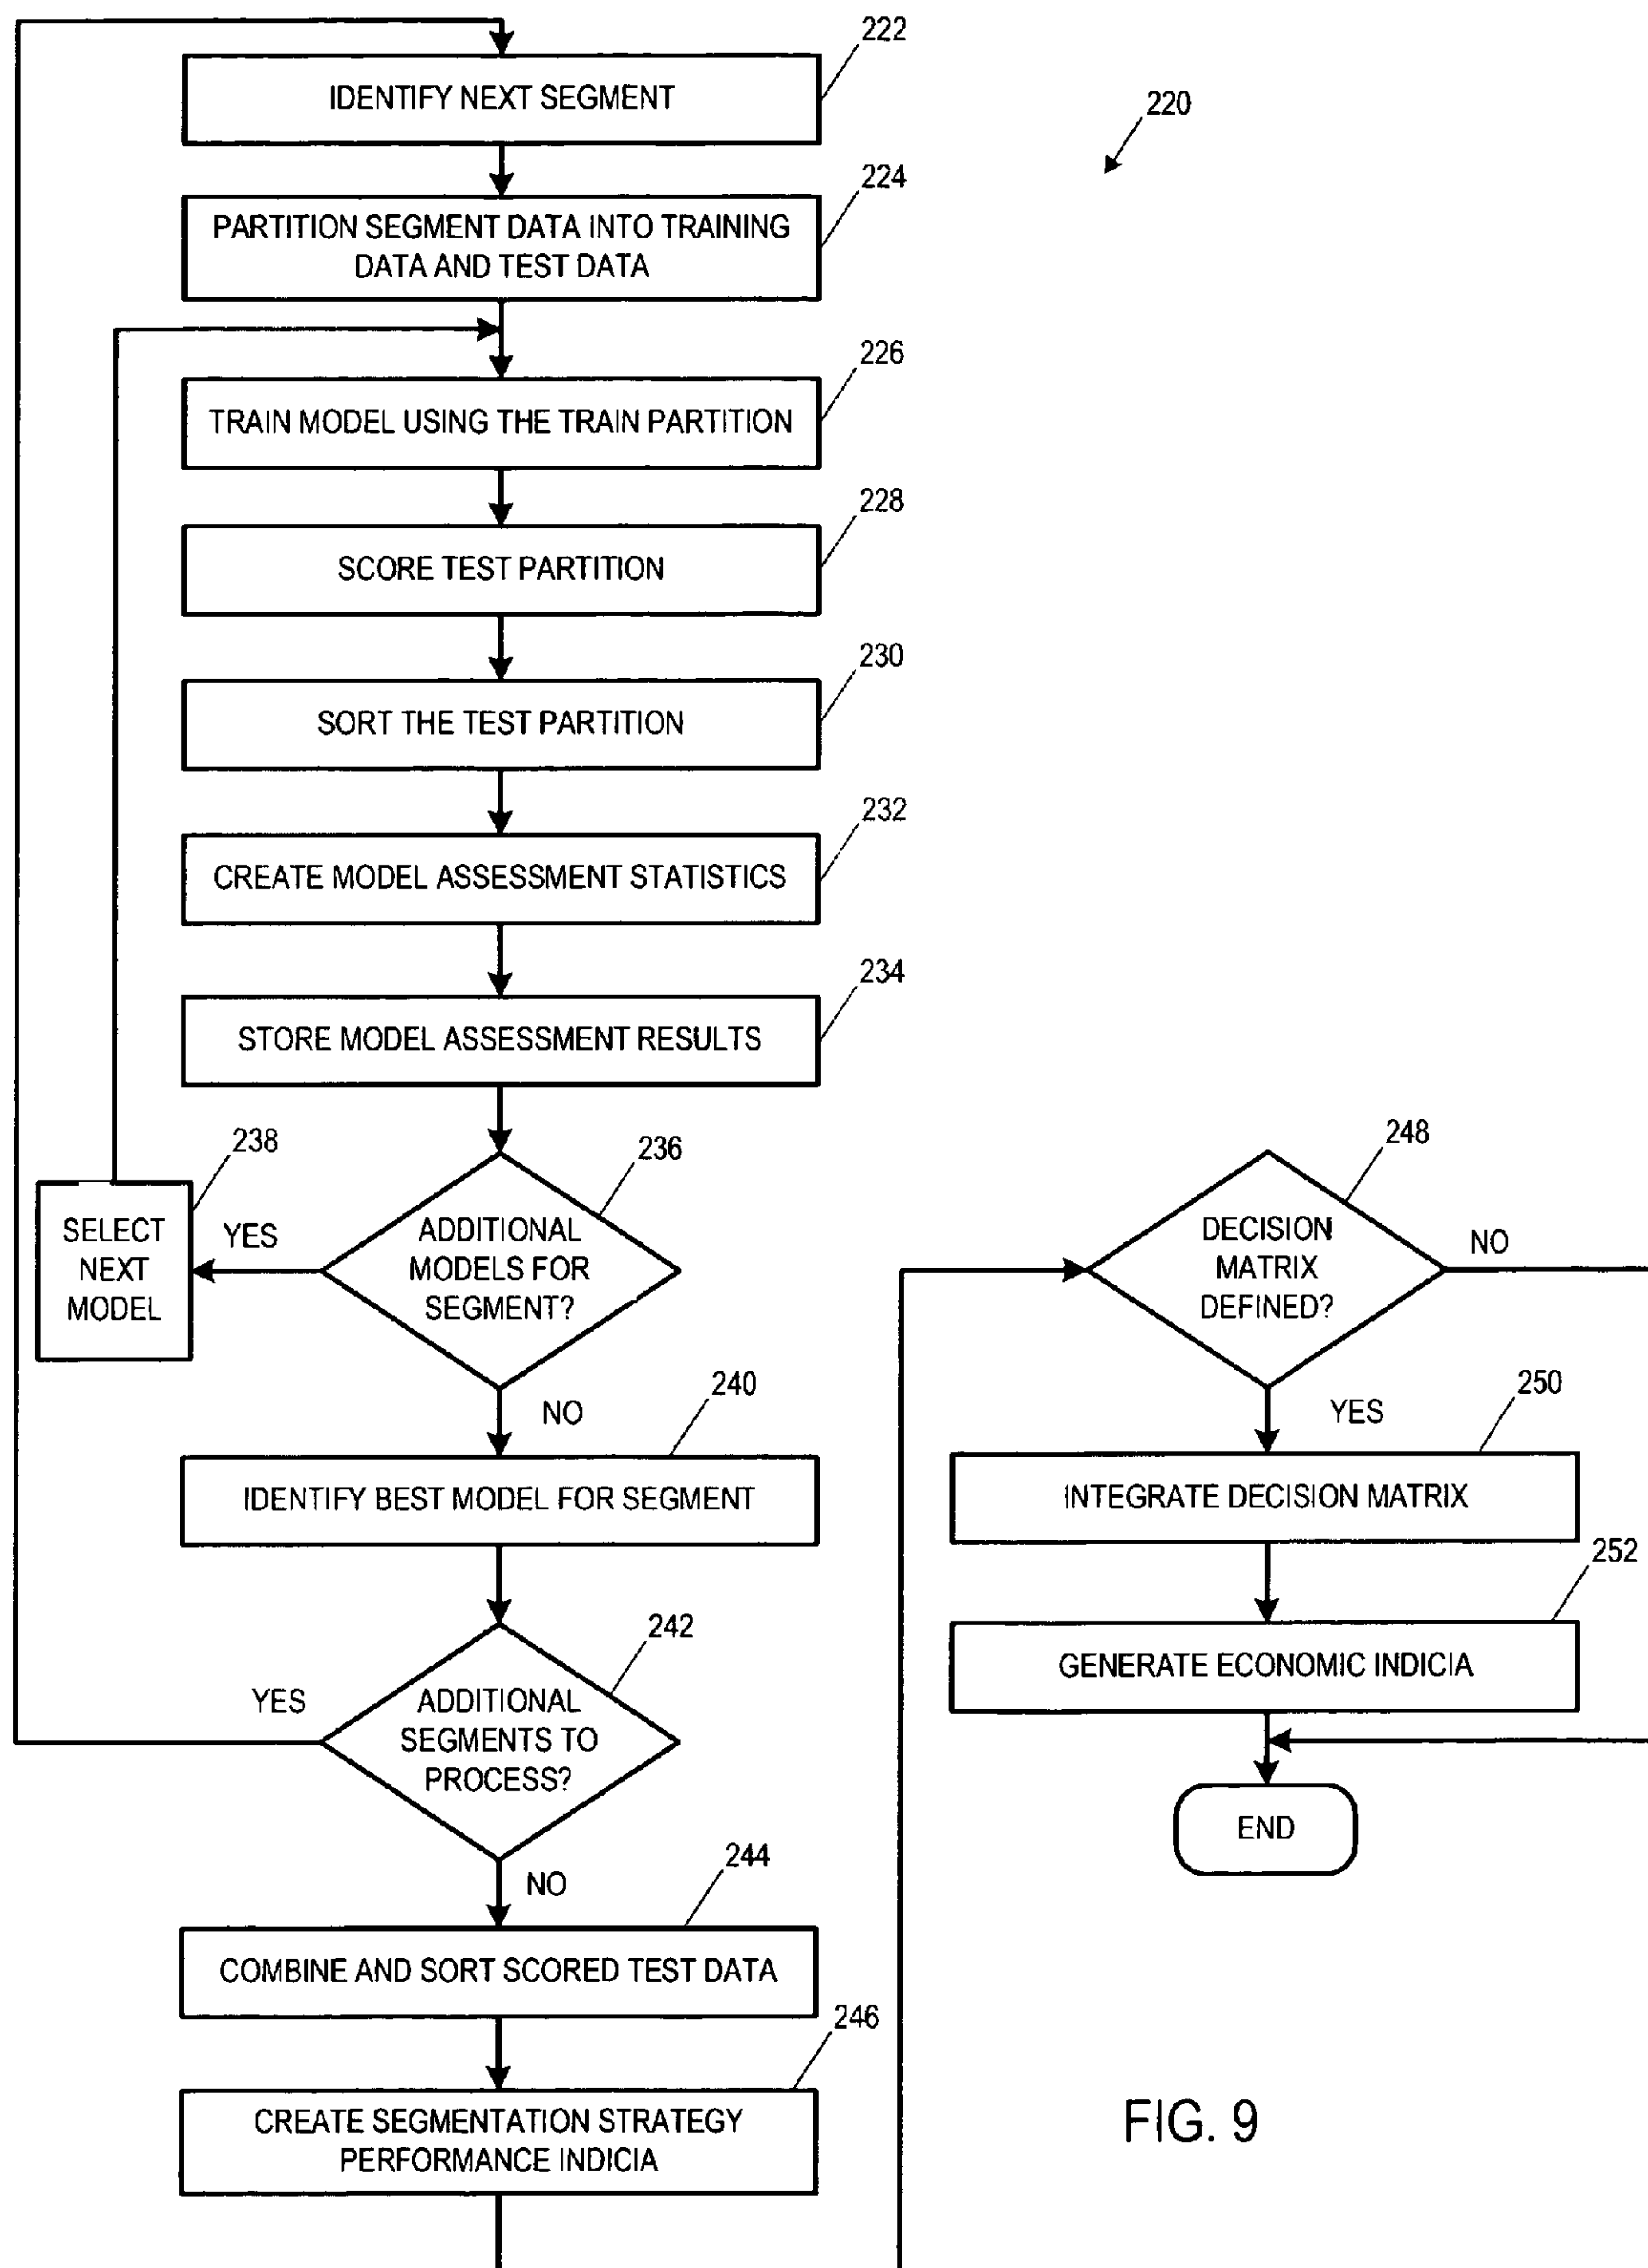 222
IDENTIFY NEXT SEGMENT
220
224
PARTITION SEGMENT DATA INTO TRAINING
DATA AND TEST DATA
226
TRAIN MODEL USING THE TRAIN PARTITION
228
SCORE TEST PARTITION
230
SORT THE TEST PARTITION
232
CREATE MODEL ASSESSMENT STATISTICS
234
STORE MODEL ASSESSMENT RESULTS
238
SELECT
NEXT
MODEL
YES
236
ADDITIONAL
MODELS FOR
SEGMENT?
NO
240
IDENTIFY BEST MODEL FOR SEGMENT
242
YES
ADDITIONAL
SEGMENTS TO
PROCESS?
NO
244
COMBINE AND SORT SCORED TEST DATA
246
CREATE SEGMENTATION STRATEGY
PERFORMANCE INDICIA
248
DECISION
MATRIX
DEFINED?
NO
YES
250
INTEGRATE DECISION MATRIX
252
GENERATE ECONOMIC INDICIA
END
FIG. 9